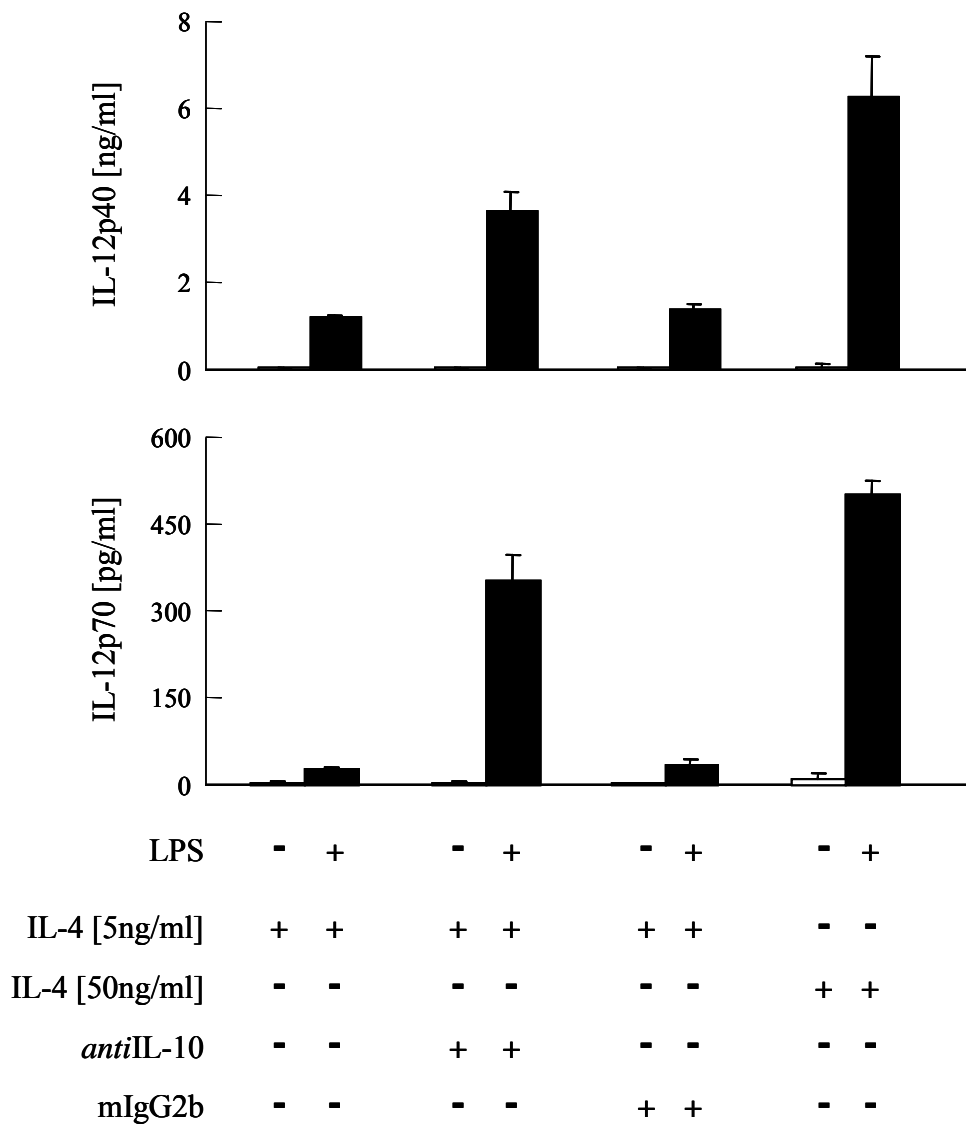 8
6
4
2
0
IL-12p40 [ng/ml]
600
450
300
150
0
IL-12p70 [pg/ml]
LPS - + - + - + - +
IL-4 [5ng/ml] + + + + + + - -
IL-4 [50ng/ml] - - - - - - + +
antiIL-10 - - + + - - - -
mIgG2b - - - - + + - -